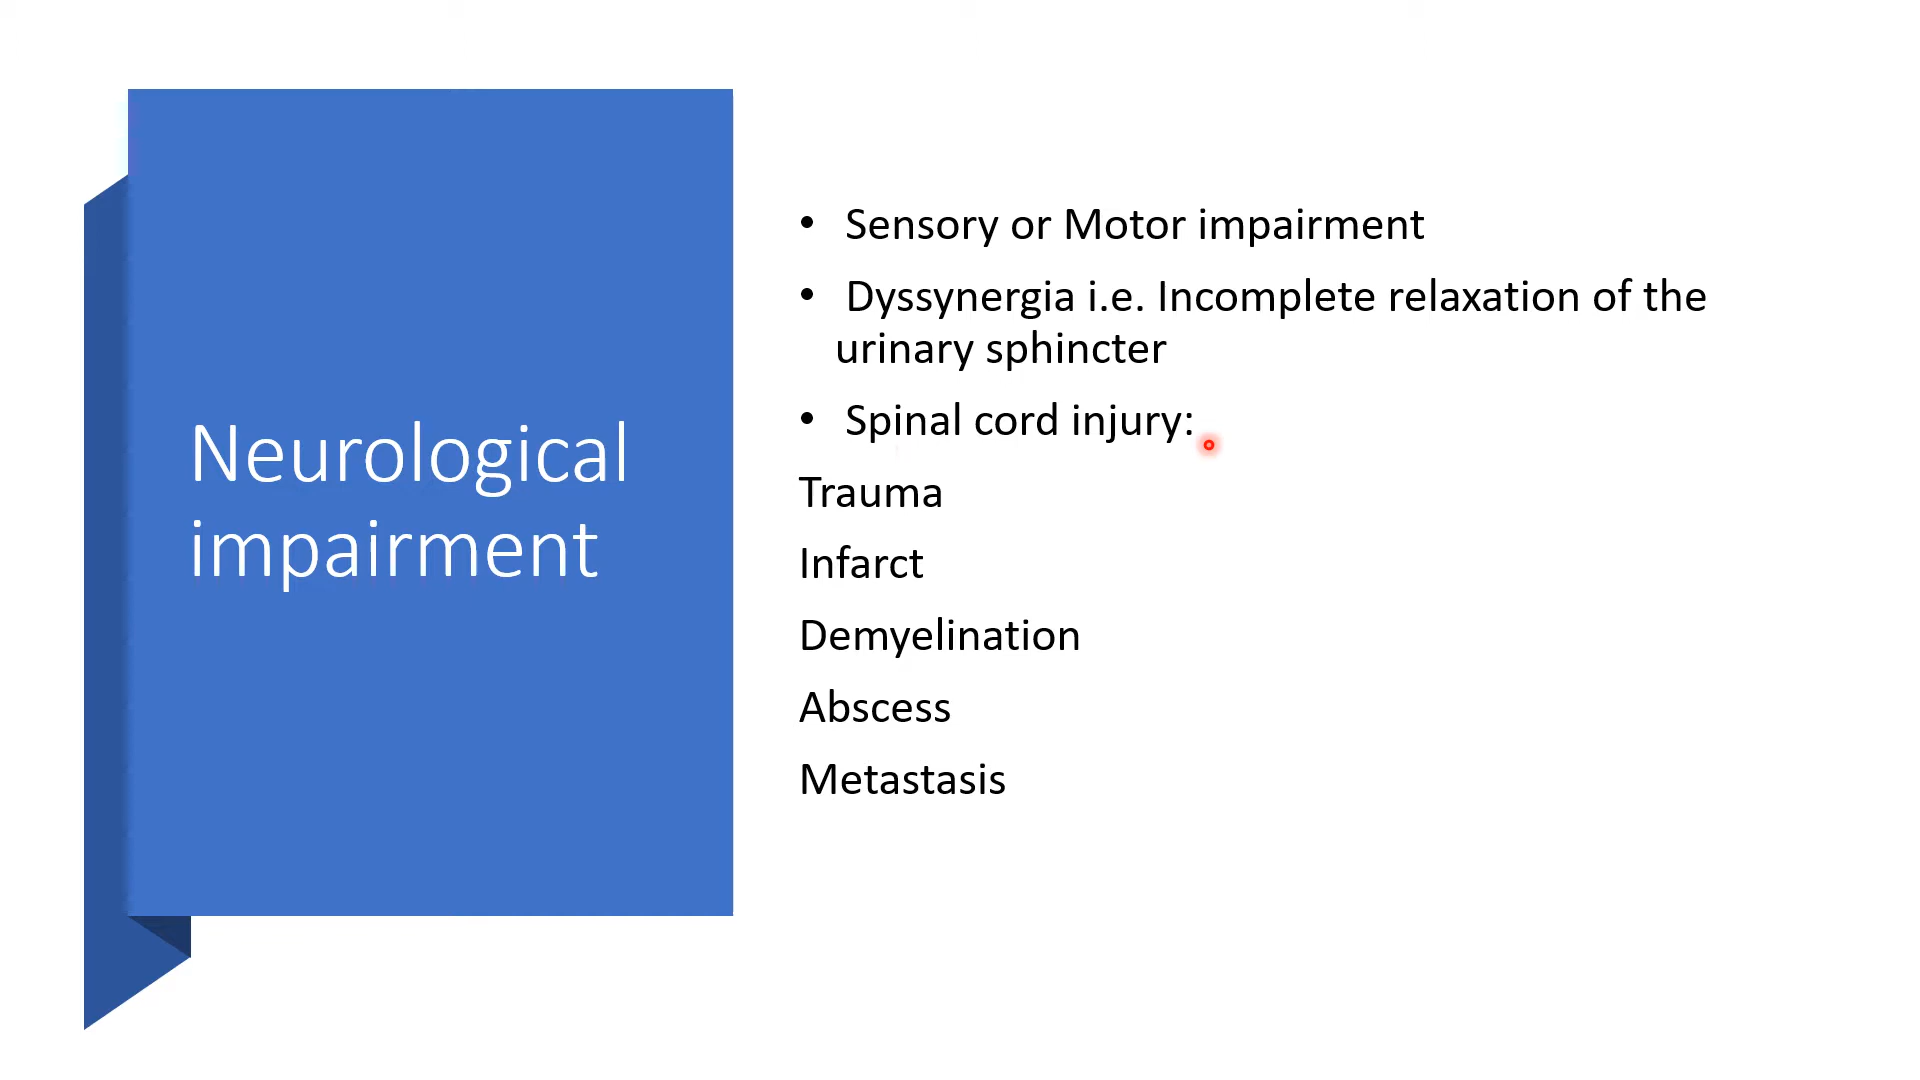 Neurological
impairment
• Sensory or Motor impairment
• Dyssynergia i.e. Incomplete relaxation of the
urinary sphincter
• Spinal cord injury:
Trauma
Infarct
Demyelination
Abscess
Metastasis